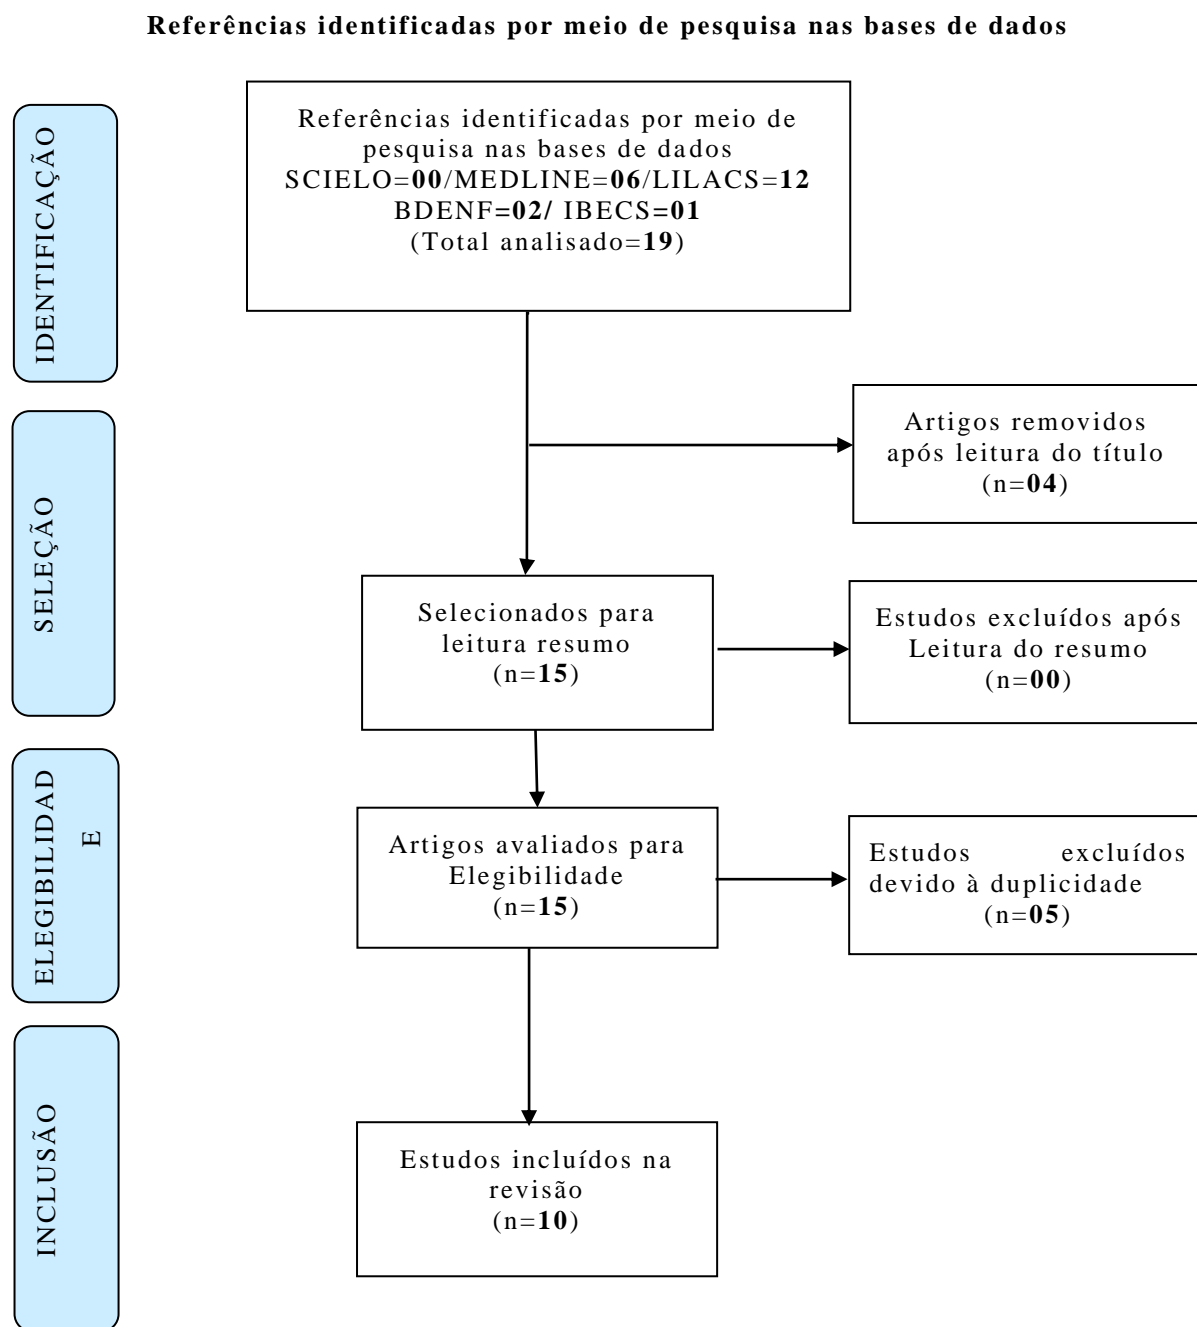 Referências identificadas por meio de pesquisa nas bases de dados
IDENTIFICAÇÃO
Referências identificadas por meio de
pesquisa nas bases de dados
SCIELO=00/MEDLINE=06/LILACS=12
BDENF=02/ IBECS=01
(Total analisado=19)
SELEÇÃO
Artigos removidos
após leitura do título
(n=04)
Selecionados para
leitura resumo
(n=15)
Estudos excluídos após
Leitura do resumo
(n=00)
ELEGIBILIDAD
E
Artigos avaliados para
Elegibilidade
(n=15)
Estudos excluídos
devido à duplicidade
(n=05)
INCLUSÃO
Estudos incluídos na
revisão
(n=10)